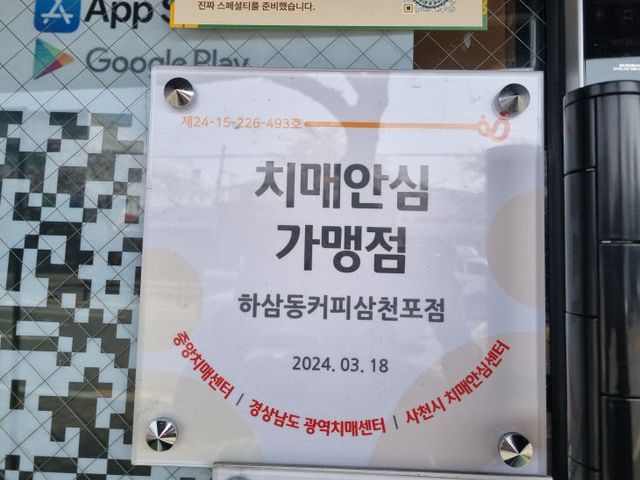 진짜 스페셜티를 준비했습니다.
App S
Google Play
제24-15-226-493호
치매안심
가맹점
하삼동커피삼천포점
2024. 03. 18
중앙치매센터 | 경상남도 광역치매센터 | 사천시 치매안심센터